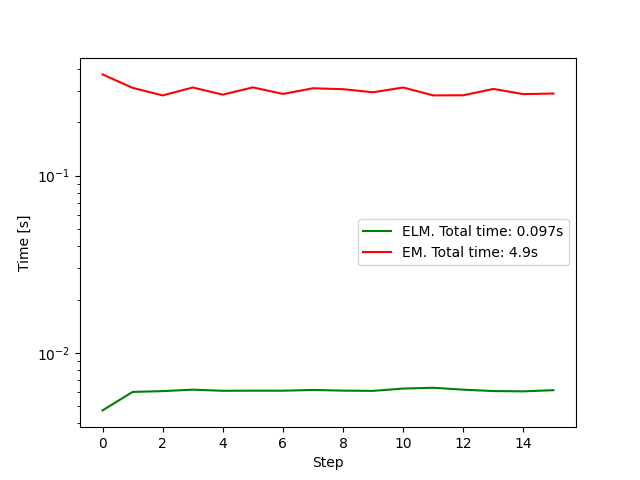 10⁻¹
10⁻²
Time [s]
ELM. Total time: 0.097s
EM. Total time: 4.9s
0 2 4 6 8 10 12 14
Step